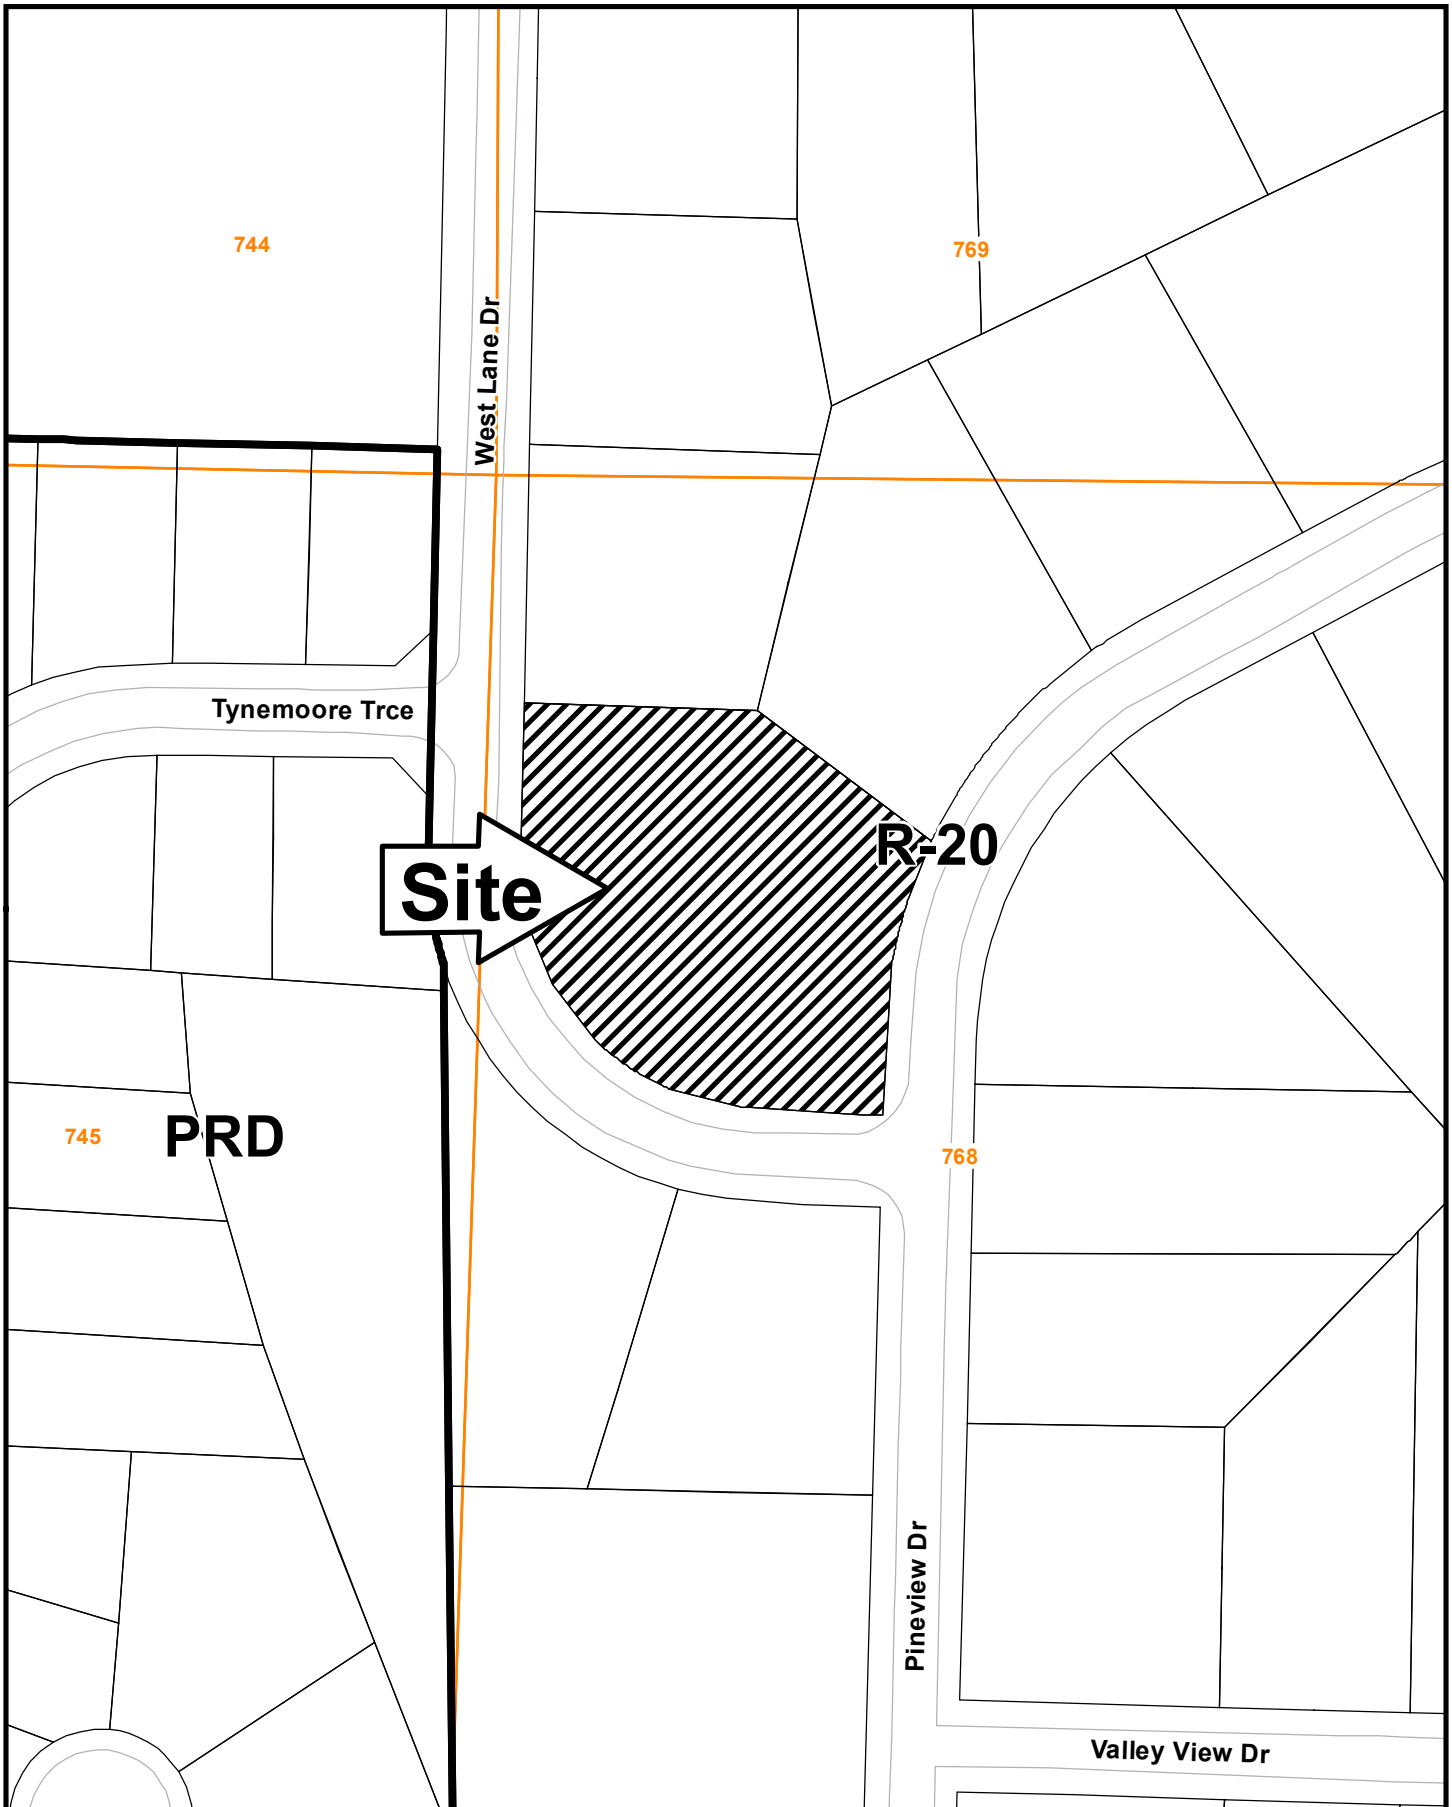 744
769
West Lane Dr
Tynemoore Trce
R-20
Site
PRD
745
768
Pineview Dr
Valley View Dr